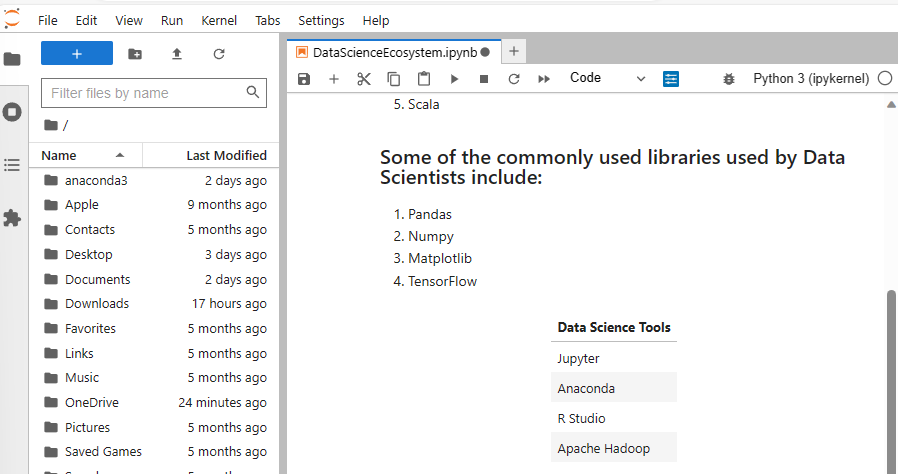 File Edit View Run Kernel Tabs Settings Help
+
Filter files by name
/
Name Last Modified
anaconda3 2 days ago
Apple 9 months ago
Contacts 5 months ago
Desktop 3 days ago
Documents 2 days ago
Downloads 17 hours ago
Favorites 5 months ago
Links 5 months ago
Music 5 months ago
OneDrive 24 minutes ago
Pictures 5 months ago
Saved Games 5 months ago
DataScienceEcosystem.ipynb
Code Python 3 (ipykernel)
5. Scala
Some of the commonly used libraries used by Data
Scientists include:
1. Pandas
2. Numpy
3. Matplotlib
4. TensorFlow
Data Science Tools
Jupyter
Anaconda
R Studio
Apache Hadoop